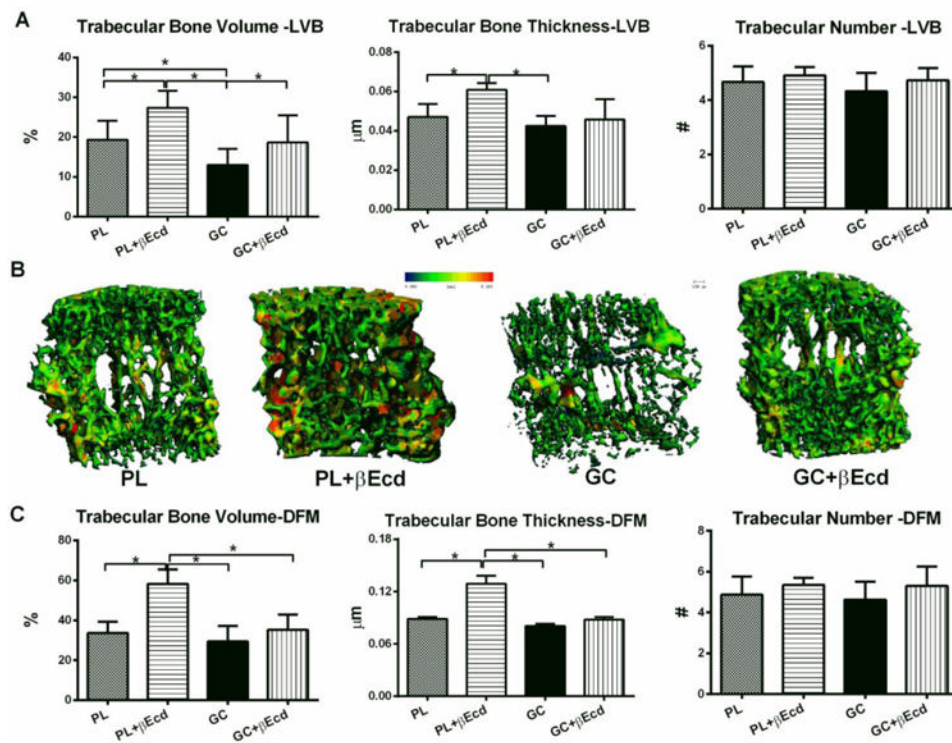 A
Trabecular Bone Volume -LVB
Trabecular Bone Thickness-LVB
Trabecular Number -LVB
40
30
20
10
0
%
* * * *
PL
PL+βEcd
GC
GC+βEcd
0.08
0.06
0.04
0.02
0.00
μm
* *
PL
PL+βEcd
GC
GC+βEcd
6
4
2
0
#
PL
PL+βEcd
GC
GC+βEcd
B
PL
PL+βEcd
GC
GC+βEcd
C
Trabecular Bone Volume-DFM
Trabecular Bone Thickness-DFM
Trabecular Number -DFM
80
60
40
20
0
%
* * *
PL
PL+βEcd
GC
GC+βEcd
0.18
0.12
0.06
0.00
μm
* * *
PL
PL+βEcd
GC
GC+βEcd
8
6
4
2
0
#
PL
PL+βEcd
GC
GC+βEcd